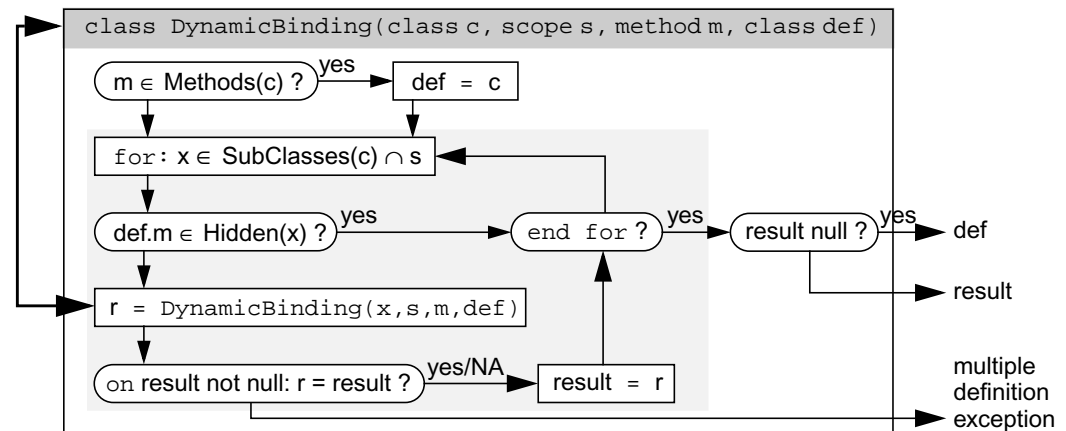 class DynamicBinding(class c, scope s, method m, class def)
m ∈ Methods(c) ?
yes
def = c
for: x ∈ SubClasses(c) ∩ s
def.m ∈ Hidden(x) ?
yes
end for ?
yes
result null ?
yes
def
result
r = DynamicBinding(x,s,m,def)
on result not null: r = result ?
yes/NA
result = r
multiple
definition
exception